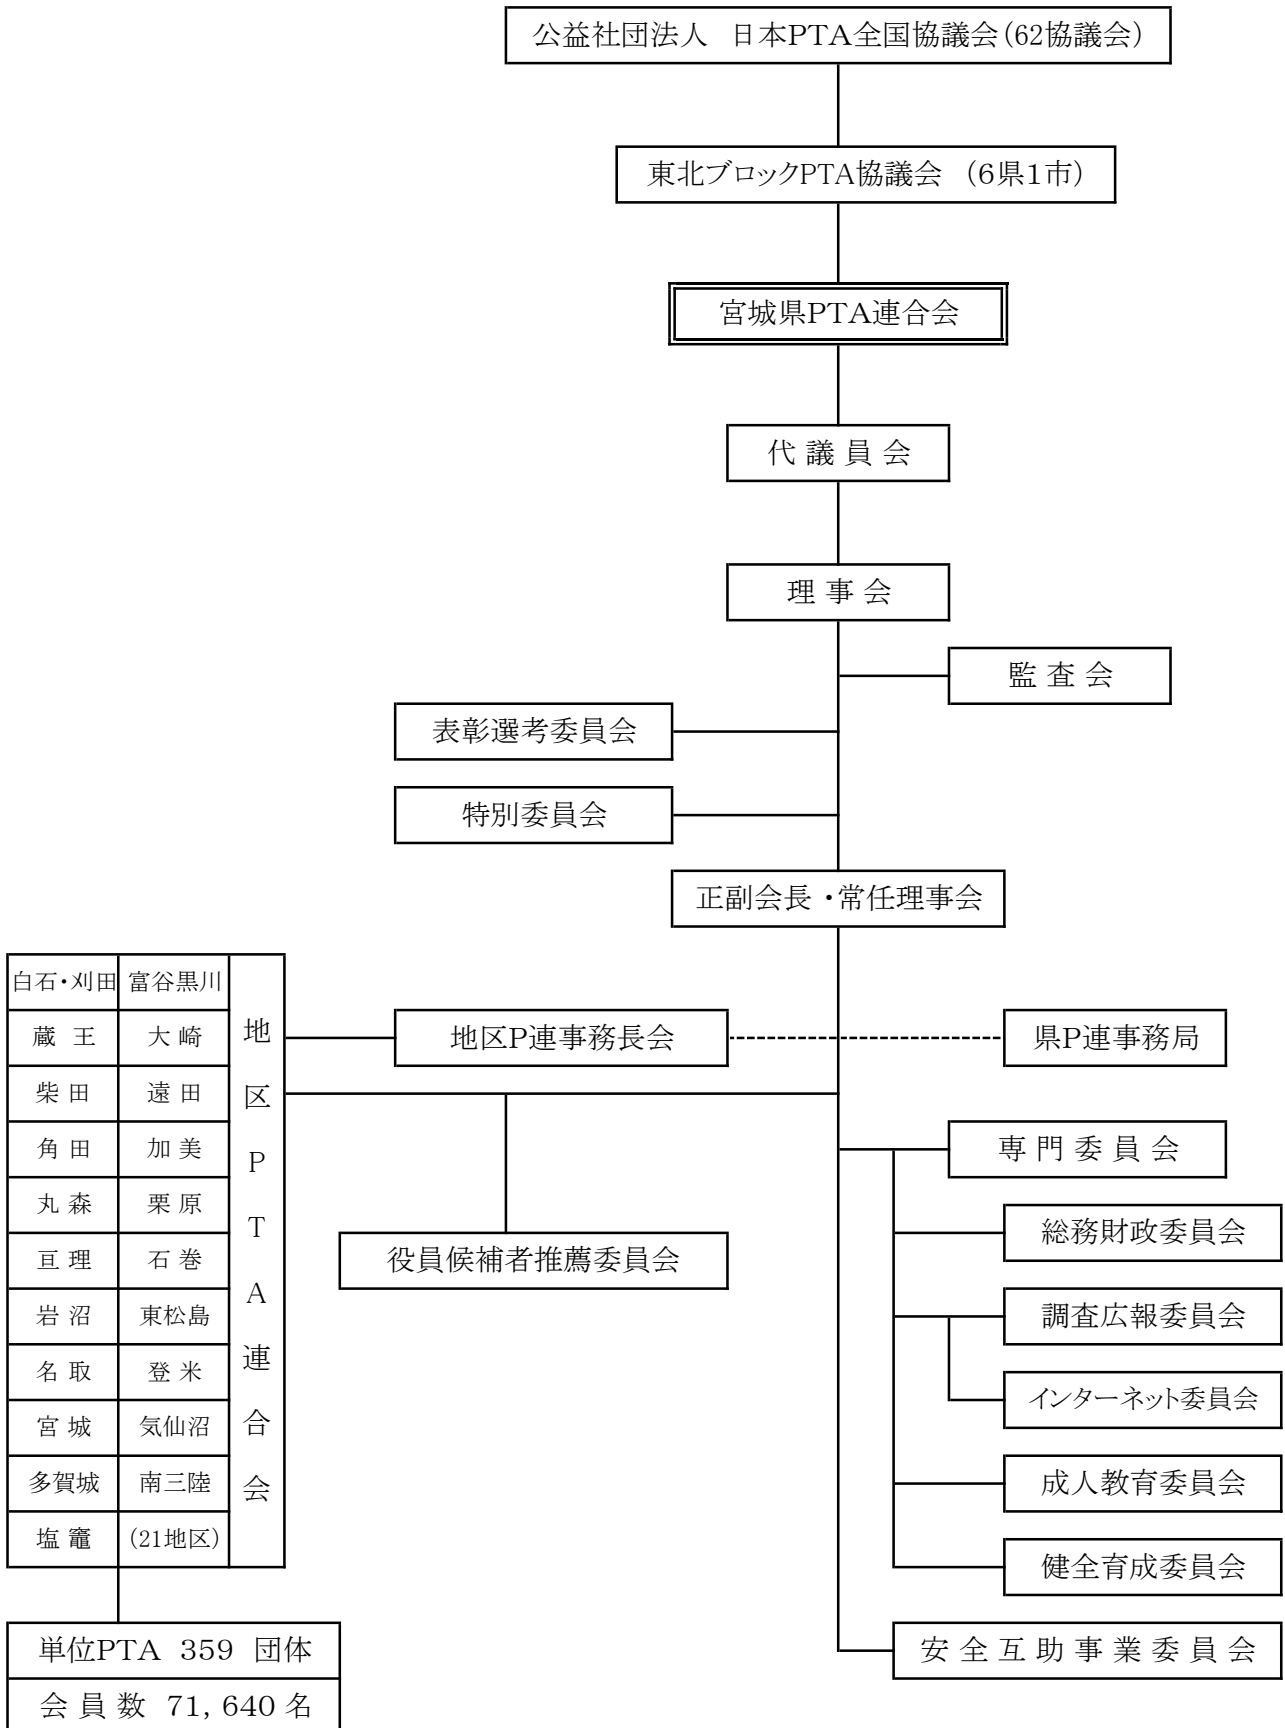 公益社団法人　日本PTA全国協議会(62協議会)
東北ブロックPTA協議会　(6県1市)
宮城県PTA連合会
代 議 員 会
理 事 会
監 査 会
表彰選考委員会
特別委員会
正副会長・常任理事会
白石・刈田 富谷黒川
蔵 王 大 崎
柴 田 遠 田
角 田 加 美
丸 森 栗 原
亘 理 石 巻
岩 沼 東松島
名 取 登 米
宮 城 気仙沼
多賀城 南三陸
塩 竈 (21地区)
地区PTA連合会
地区P連事務長会
県P連事務局
役員候補者推薦委員会
専 門 委 員 会
総務財政委員会
調査広報委員会
インターネット委員会
成人教育委員会
健全育成委員会
安 全 互 助 事 業 委 員 会
単位PTA 359 団体
会 員 数 71,640 名